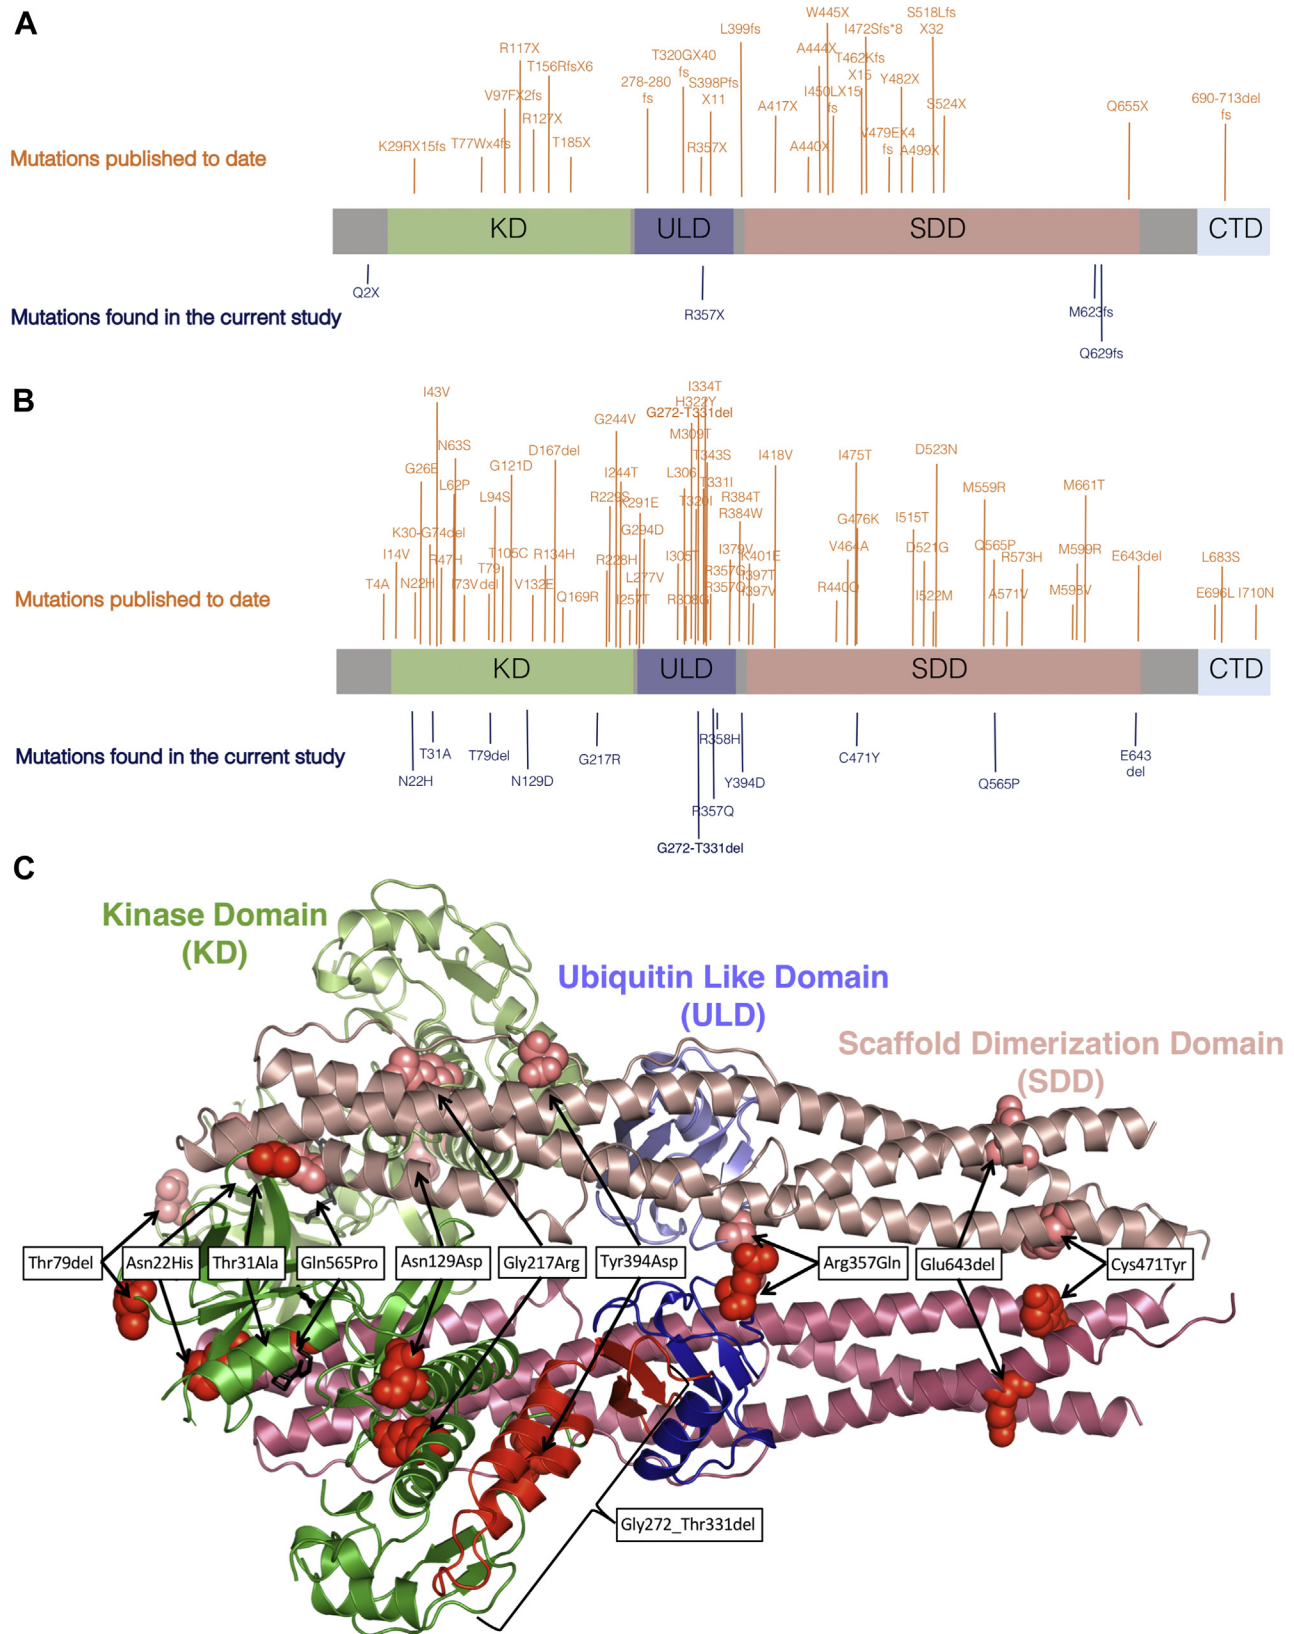 A
W445X
S518Lfs
X32
L399fs
I472Sfs*8
R117X
A444X
T462Kfs
X15
T320GX40
fs
T156RfsX6
Y482X
278-280
fs
S398Pfs
X11
I450LX15
fs
V97FX2fs
A417X
S524X
Q655X
690-713del
fs
R127X
V479EX4
fs
K29RX15fs
T77Wx4fs
T185X
R357X
A440X
A499X
Mutations published to date
KD
ULD
SDD
CTD
Q2X
R357X
M623fs
Q629fs
Mutations found in the current study
B
I43V
I334T
H322Y
G272-T331del
G244V
M309T
N63S
D167del
T343S
I418V
I475T
D523N
G26E
G121D
I244T
L306
T331I
L62P
L94S
R229S
K291E
T320I
R384T
M559R
M661T
R384W
K30-G74del
G294D
G476K
I515T
I14V
R47H
T105C
R134H
R228H
I305T
I379V
K401E
V464A
D521G
Q565P
M599R
E643del
L683S
T79
del
R573H
T4A
N22H
I73V
V132E
L277V
R357G
I397T
R440Q
M598V
R357Q
I397V
Q169R
I257T
R308G
I522M
A571V
E696L
I710N
Mutations published to date
KD
ULD
SDD
CTD
N22H
T31A
T79del
N129D
G217R
R358H
Y394D
C471Y
Q565P
E643
del
R357Q
G272-T331del
Mutations found in the current study
C
Kinase Domain
(KD)
Ubiquitin Like Domain
(ULD)
Scaffold Dimerization Domain
(SDD)
Thr79del
Asn22His
Thr31Ala
Gln565Pro
Asn129Asp
Gly217Arg
Tyr394Asp
Arg357Gln
Glu643del
Cys471Tyr
Gly272_Thr331del